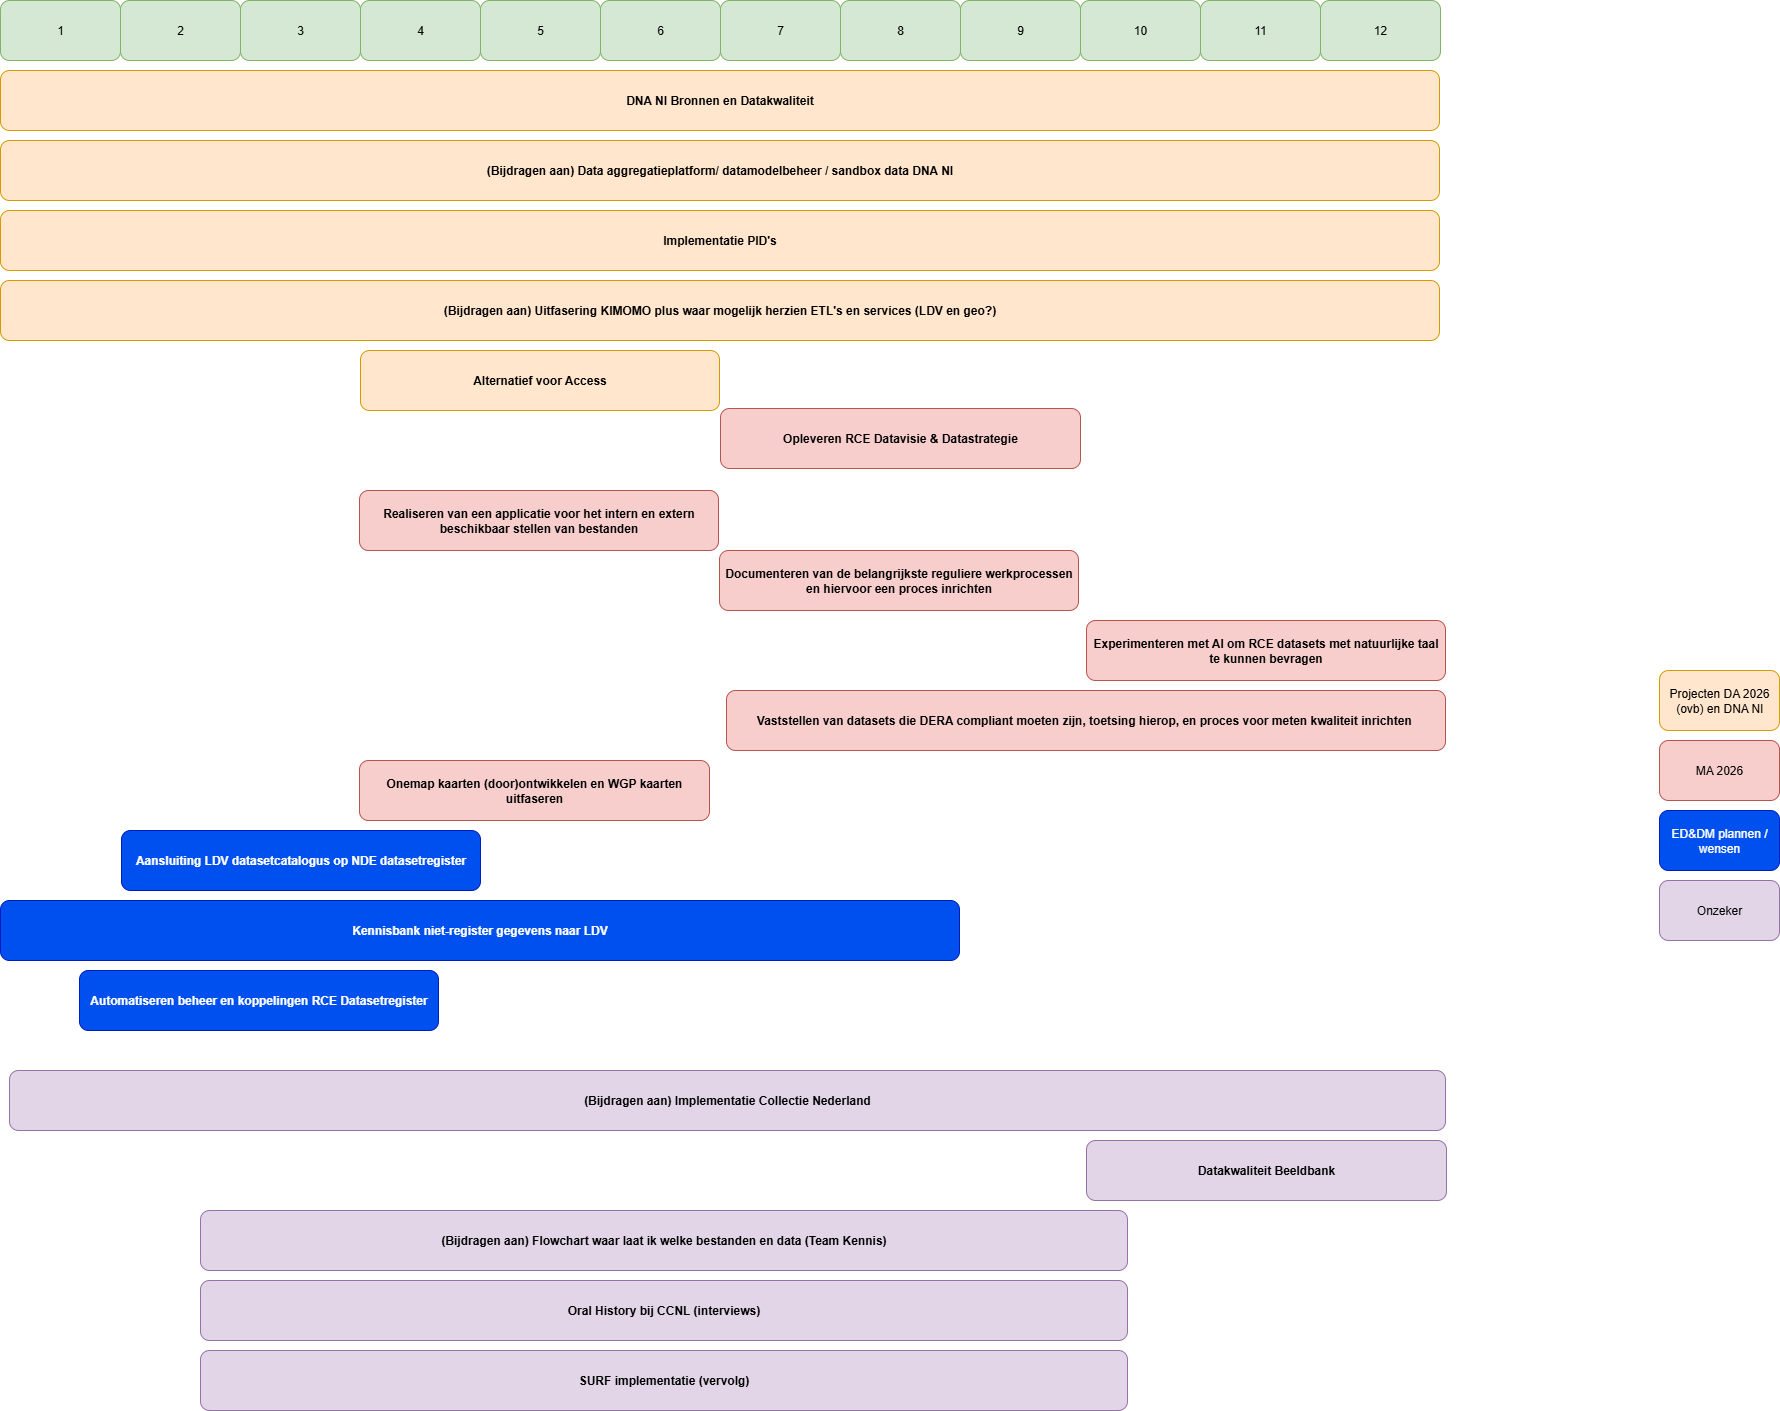 1
2
3
4
5
6
7
8
9
10
11
12
DNA NI Bronnen en Datakwaliteit
(Bijdragen aan) Data aggregatieplatform/ datamodelbeheer / sandbox data DNA NI
Implementatie PID's
(Bijdragen aan) Uitfasering KIMOMO plus waar mogelijk herzien ETL's en services (LDV en geo?)
Alternatief voor Access
Opleveren RCE Datavisie & Datastrategie
Realiseren van een applicatie voor het intern en extern
beschikbaar stellen van bestanden
Documenteren van de belangrijkste reguliere werkprocessen
en hiervoor een proces inrichten
Experimenteren met AI om RCE datasets met natuurlijke taal
te kunnen bevragen
Vaststellen van datasets die DERA compliant moeten zijn, toetsing hierop, en proces voor meten kwaliteit inrichten
Onemap kaarten (door)ontwikkelen en WGP kaarten
uitfaseren
Aansluiting LDV datasetcatalogus op NDE datasetregister
Kennisbank niet-register gegevens naar LDV
Automatiseren beheer en koppelingen RCE Datasetregister
(Bijdragen aan) Implementatie Collectie Nederland
Datakwaliteit Beeldbank
(Bijdragen aan) Flowchart waar laat ik welke bestanden en data (Team Kennis)
Oral History bij CCNL (interviews)
SURF implementatie (vervolg)
Projecten DA 2026
(ovb) en DNA NI
MA 2026
ED&DM plannen /
wensen
Onzeker